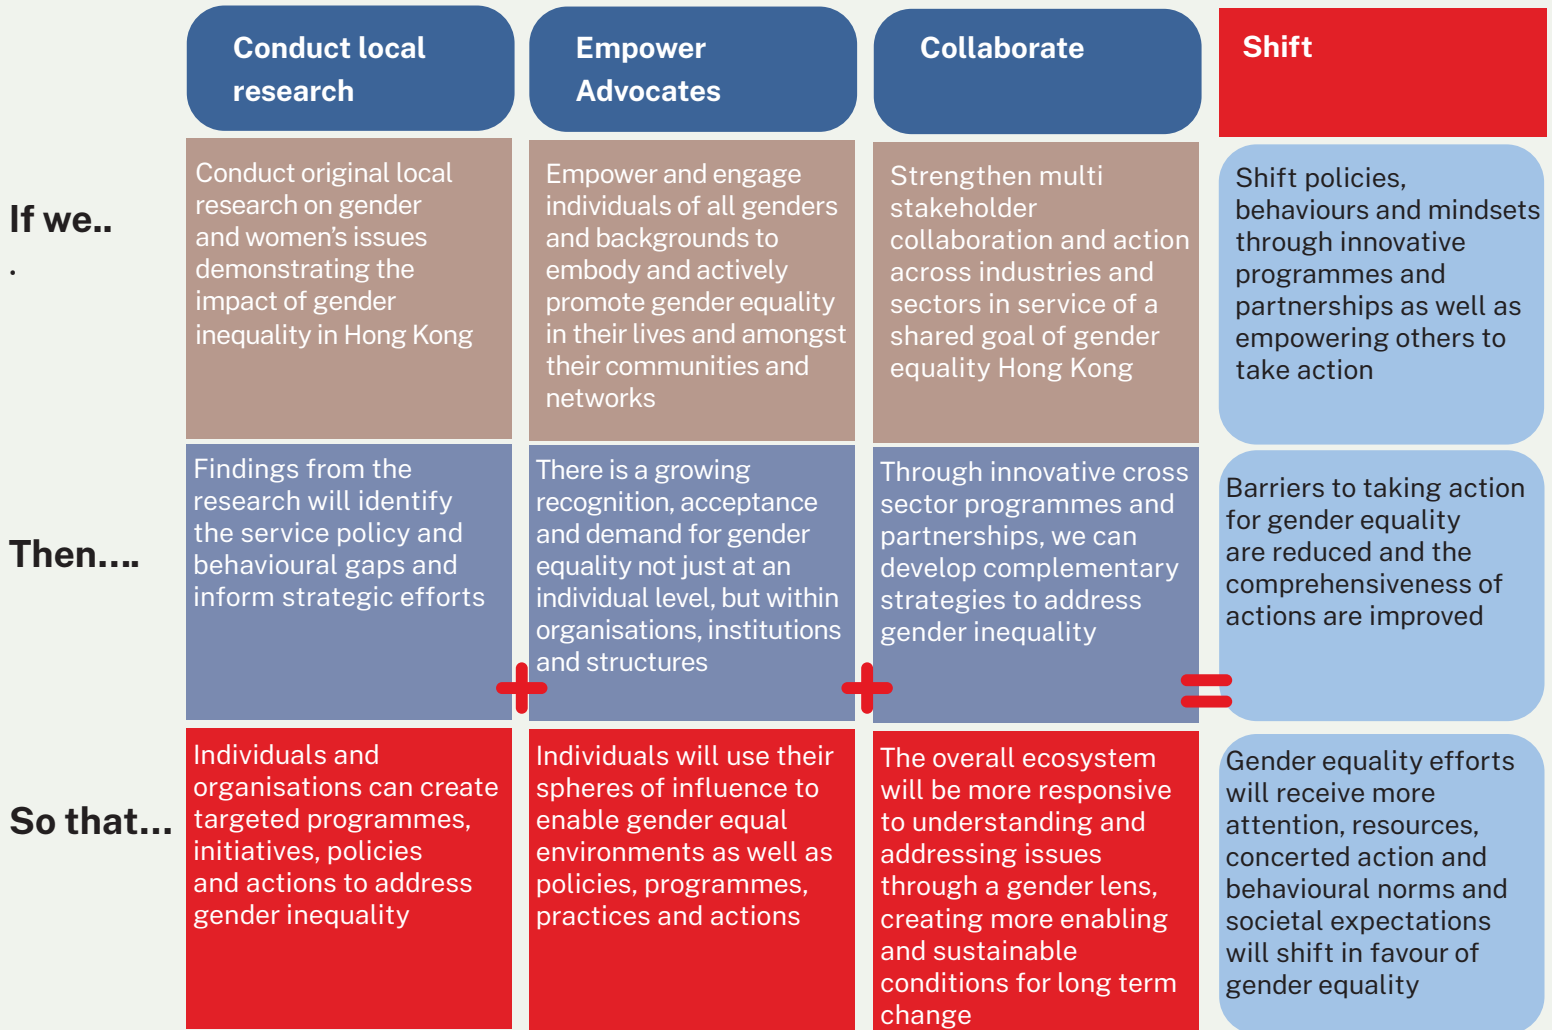 Conduct local
research
Empower
Advocates
Collaborate
Shift
If we..
.
Conduct original local
research on gender
and women’s issues
demonstrating the
impact of gender
inequality in Hong Kong
Empower and engage
individuals of all genders
and backgrounds to
embody and actively
promote gender equality
in their lives and amongst
their communities and
networks
Strengthen multi
stakeholder
collaboration and action
across industries and
sectors in service of a
shared goal of gender
equality Hong Kong
Shift policies,
behaviours and mindsets
through innovative
programmes and
partnerships as well as
empowering others to
take action
Then....
Findings from the
research will identify
the service policy and
behavioural gaps and
inform strategic efforts
+
There is a growing
recognition, acceptance
and demand for gender
equality not just at an
individual level, but within
organisations, institutions
and structures
+
Through innovative cross
sector programmes and
partnerships, we can
develop complementary
strategies to address
gender inequality
=
Barriers to taking action
for gender equality
are reduced and the
comprehensiveness of
actions are improved
So that...
Individuals and
organisations can create
targeted programmes,
initiatives, policies
and actions to address
gender inequality
Individuals will use their
spheres of influence to
enable gender equal
environments as well as
policies, programmes,
practices and actions
The overall ecosystem
will be more responsive
to understanding and
addressing issues
through a gender lens,
creating more enabling
and sustainable
conditions for long term
change
Gender equality efforts
will receive more
attention, resources,
concerted action and
behavioural norms and
societal expectations
will shift in favour of
gender equality